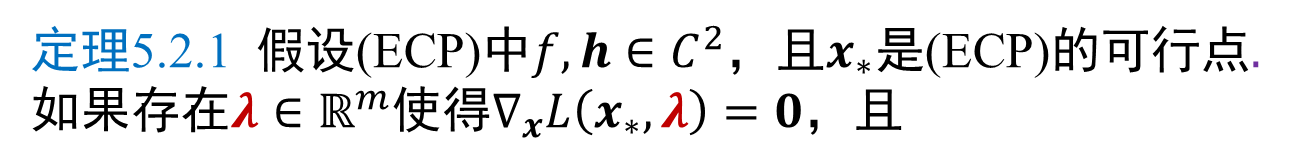 定理5.2.1 假设(ECP)中f, h ∈ C²，且x∗是(ECP)的可行点.
如果存在λ ∈ ℝᵐ使得∇ₓL(x∗, λ) = 0，且